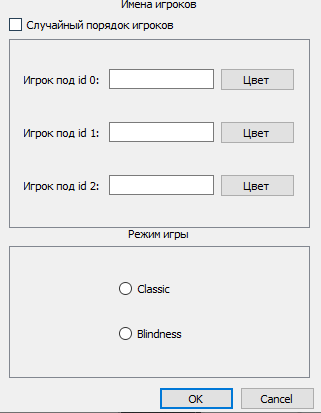 Имена игроков
Случайный порядок игроков
Игрок под id 0: Цвет
Игрок под id 1: Цвет
Игрок под id 2: Цвет
Режим игры
Classic
Blindness
OK Cancel